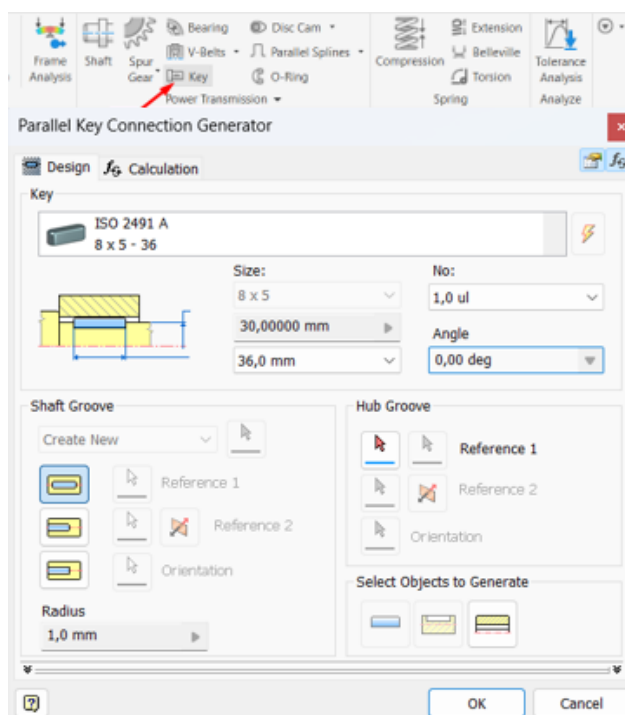 Bearing Disc Cam Extension
Frame Analysis Shaft Spur Gear V-Belts Parallel Splines Compression Belleville Tolerance Analysis
Key O-Ring Torsion
Power Transmission Spring Analyze
Parallel Key Connection Generator
Design fG Calculation fG
Key
ISO 2491 A
8 x 5 - 36
Size: No:
8 x 5 1,0 ul
30,00000 mm Angle
36,0 mm 0,00 deg
Shaft Groove Hub Groove
Create New Reference 1
Reference 1 Reference 2
Reference 2 Orientation
Orientation Select Objects to Generate
Radius
1,0 mm
OK Cancel